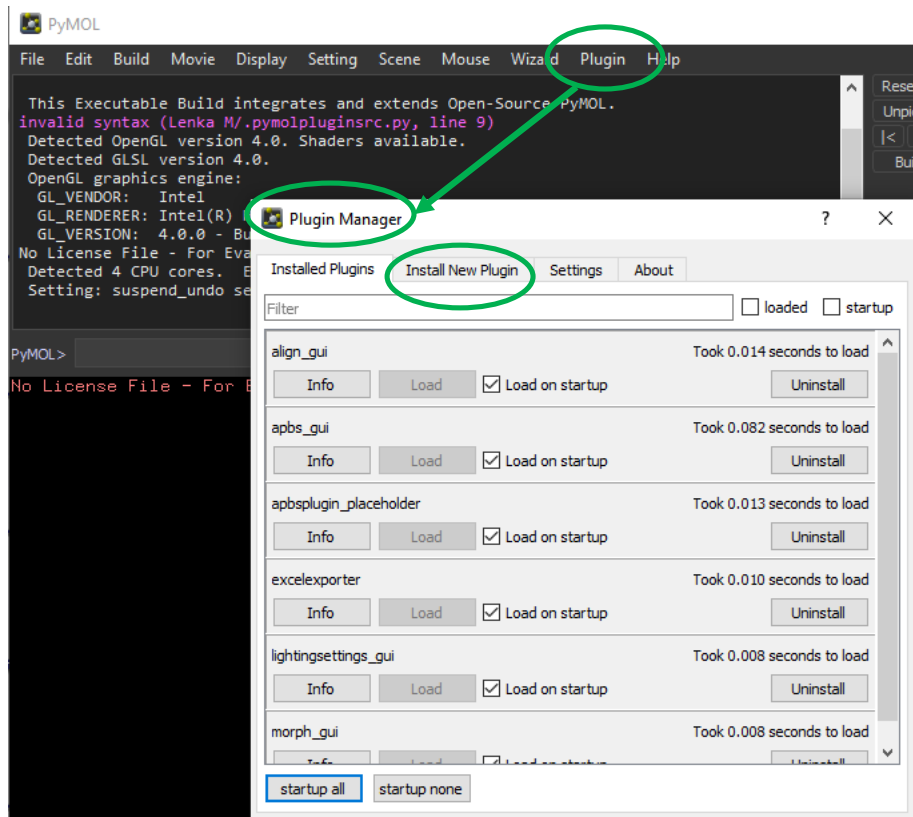 PyMOL
File Edit Build Movie Display Setting Scene Mouse Wizard Plugin Help
This Executable Build integrates and extends Open-Source PyMOL.
invalid syntax (Lenka M/.pymolpluginsrc.py, line 9)
Detected OpenGL version 4.0. Shaders available.
Detected GLSL version 4.0.
OpenGL graphics engine:
GL_VENDOR: Intel
GL_RENDERER: Intel(R)
GL_VERSION: 4.0.0 - Bu
No License File - For Eva
Detected 4 CPU cores. E
Setting: suspend_undo se
Rese
Unpi
|<
Bui
PyMOL>
No License File - For E
Plugin Manager
? 
Installed Plugins Install New Plugin Settings About
Filter loaded startup
align_gui Took 0.014 seconds to load
Info Load Load on startup Uninstall
apbs_gui Took 0.082 seconds to load
Info Load Load on startup Uninstall
apbsplugin_placeholder Took 0.013 seconds to load
Info Load Load on startup Uninstall
excelexporter Took 0.010 seconds to load
Info Load Load on startup Uninstall
lightingsettings_gui Took 0.008 seconds to load
Info Load Load on startup Uninstall
morph_gui Took 0.008 seconds to load
Info Load Load on startup Uninstall
startup all startup none